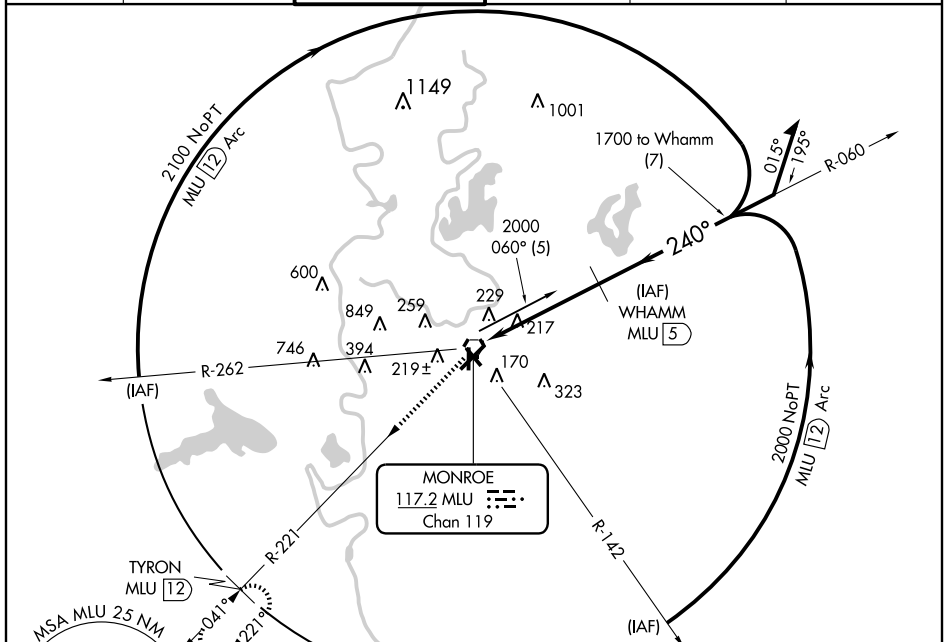 1149
1001
2100 NoPT
MLU 12 Arc
1700 to Whamm
(7)
015°
195°
R-060
2000
060° (5)
240°
(IAF)
WHAMM
MLU 5
600
849
259
229
217
746
394
219±
170
323
R-262
(IAF)
2000 NoPT
MLU 12 Arc
MONROE
117.2 MLU
Chan 119
R-221
R-142
TYRON
MLU 12
041°
221°
(IAF)
MSA MLU 25 NM